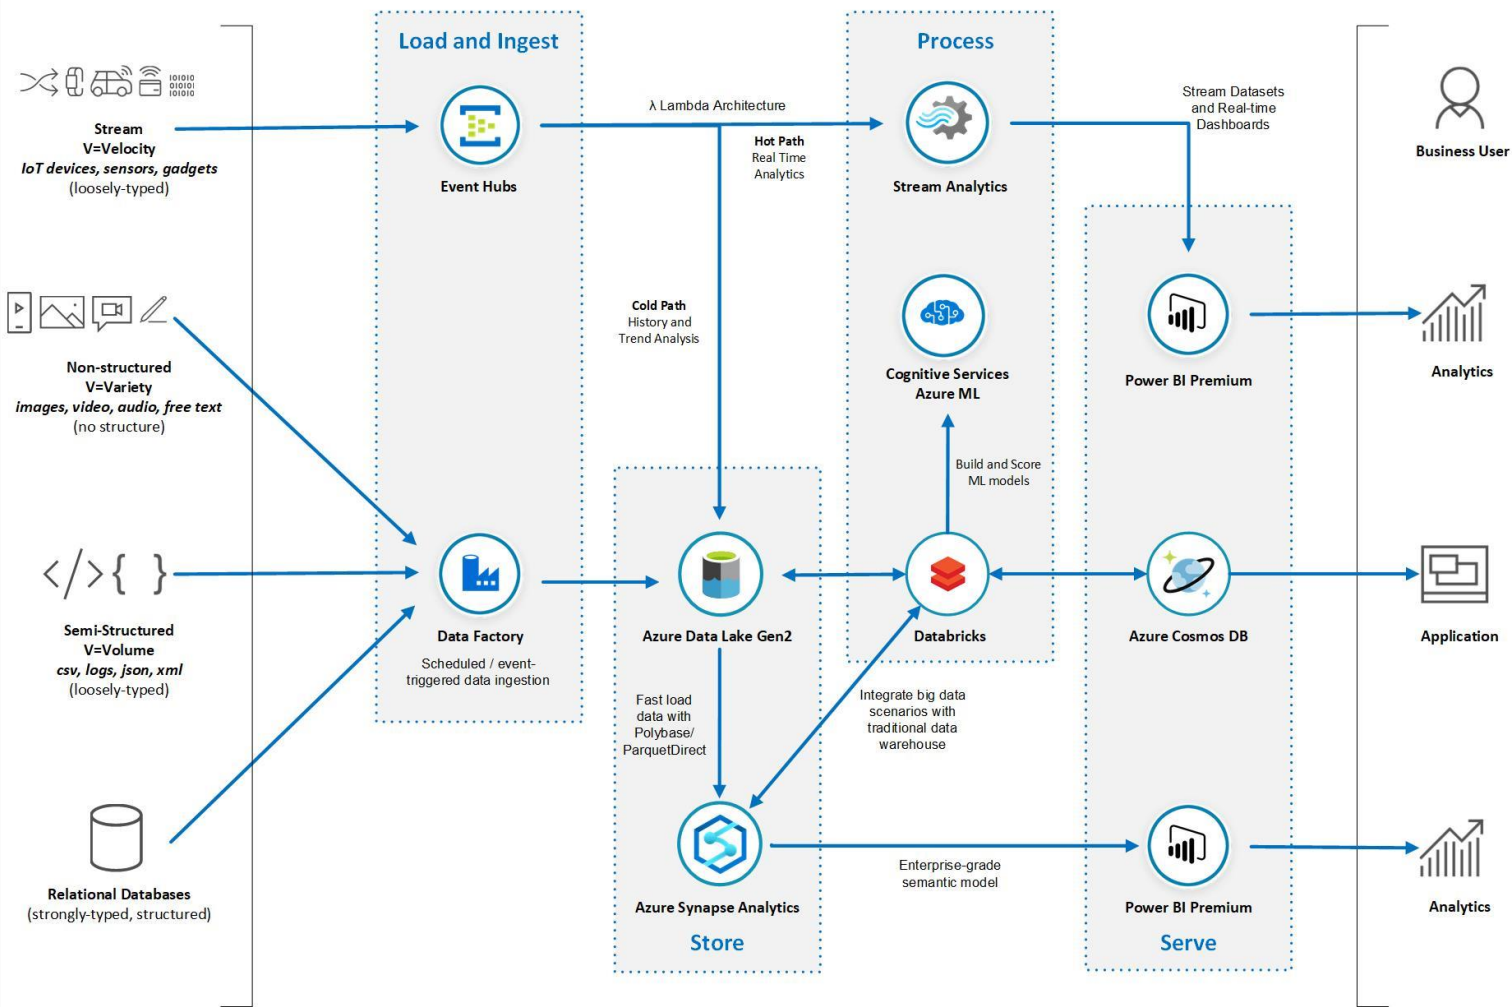 Load and Ingest
Process
λ Lambda Architecture
Hot Path
Real Time
Analytics
Stream Datasets
and Real-time
Dashboards
101010
010101
101010
Stream
V=Velocity
IoT devices, sensors, gadgets
(loosely-typed)
Event Hubs
Stream Analytics
Business User
Cold Path
History and
Trend Analysis
Non-structured
V=Variety
images, video, audio, free text
(no structure)
Cognitive Services
Azure ML
Power BI Premium
Analytics
Build and Score
ML models
</> { }
Semi-Structured
V=Volume
csv, logs, json, xml
(loosely-typed)
Data Factory
Scheduled / event-
triggered data ingestion
Azure Data Lake Gen2
Databricks
Azure Cosmos DB
Application
Fast load
data with
Polybase/
ParquetDirect
Integrate big data
scenarios with
traditional data
warehouse
Relational Databases
(strongly-typed, structured)
Azure Synapse Analytics
Enterprise-grade
semantic model
Power BI Premium
Analytics
Store
Serve